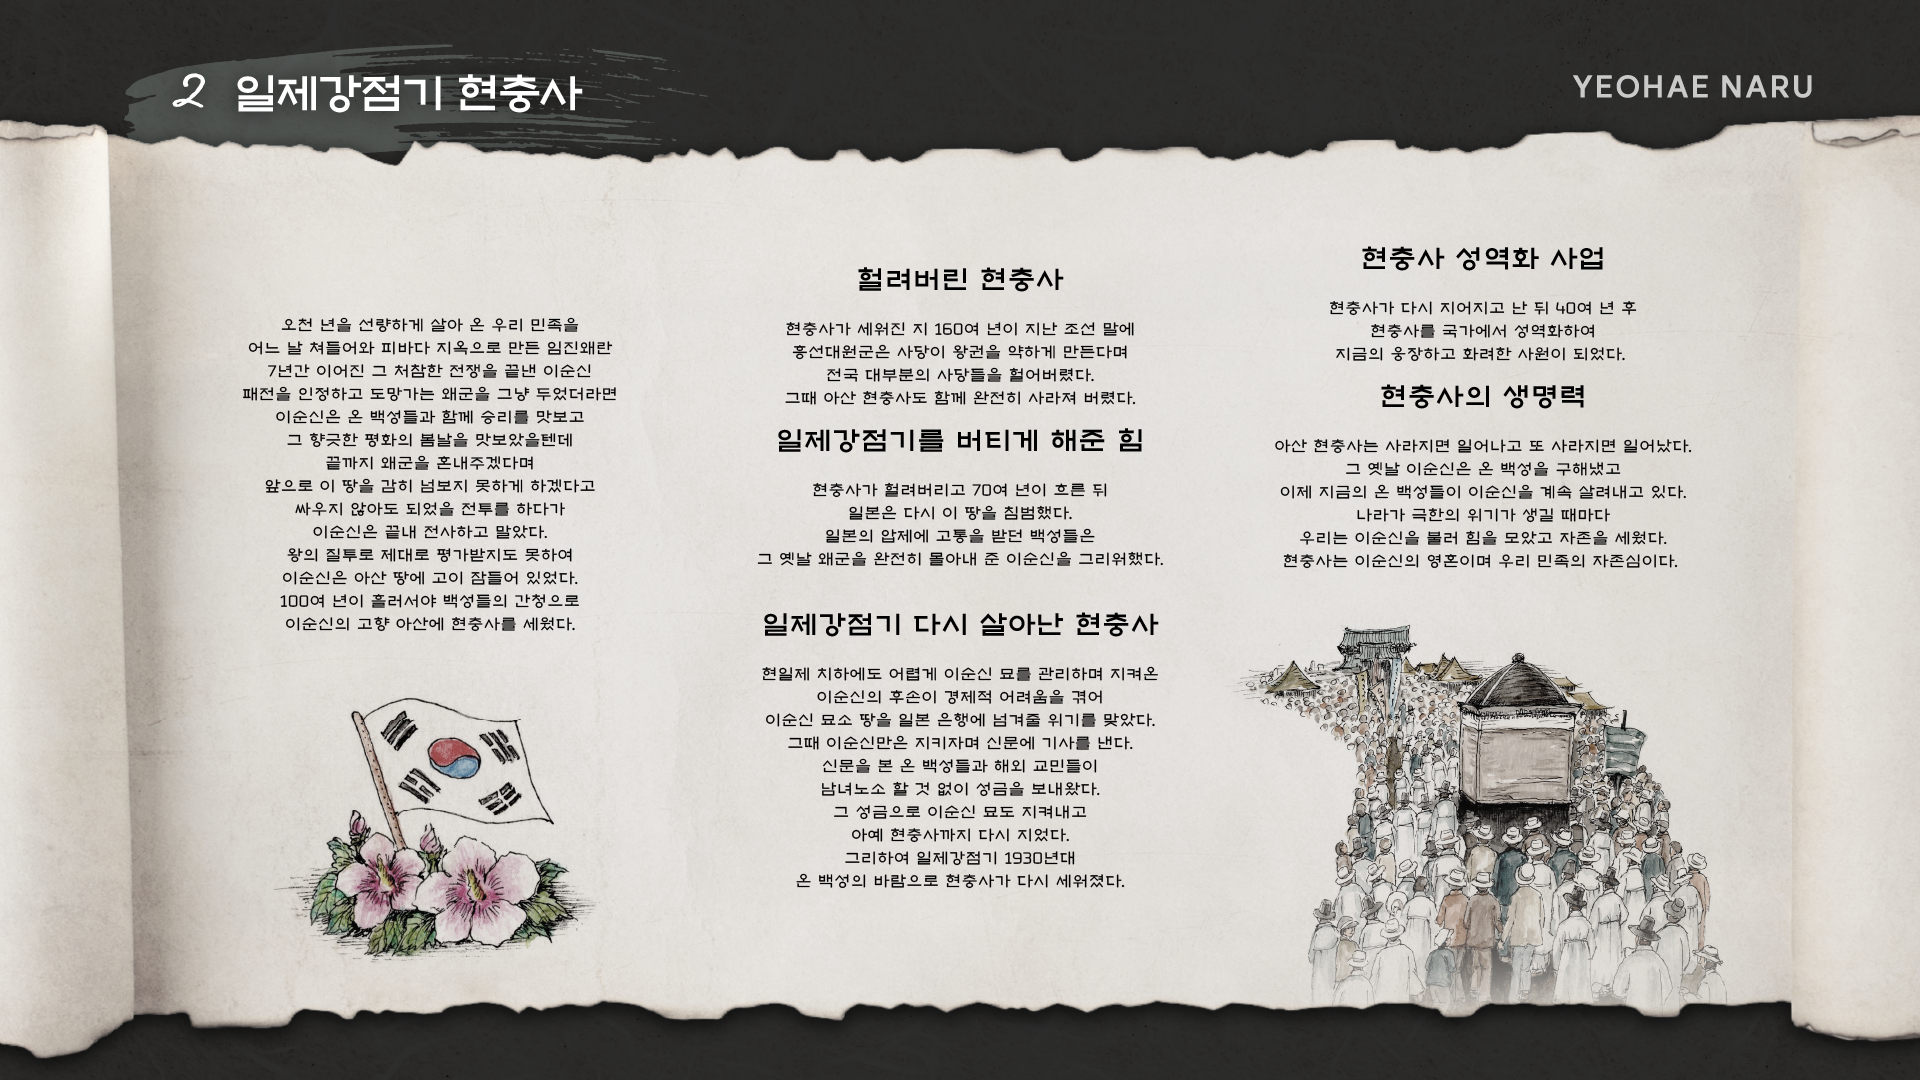 2 일제강점기 현충사
YEOHAE NARU
오천 년을 선량하게 살아 온 우리 민족을
어느 날 쳐들어와 피바다 지옥으로 만든 임진왜란
7년간 이어진 그 처참한 전쟁을 끝낸 이순신
패전을 인정하고 도망가는 왜군을 그냥 두었더라면
이순신은 온 백성들과 함께 승리를 맛보고
그 향긋한 평화의 봄날을 맛보았을텐데
끝까지 왜군을 혼내주겠다며
앞으로 이 땅을 감히 넘보지 못하게 하겠다고
싸우지 않아도 되었을 전투를 하다가
이순신은 끝내 전사하고 말았다.
왕의 질투로 제대로 평가받지도 못하여
이순신은 아산 땅에 고이 잠들어 있었다.
100여 년이 흘러서야 백성들의 간청으로
이순신의 고향 아산에 현충사를 세웠다.
헐려버린 현충사
현충사가 세워진 지 160여 년이 지난 조선 말에
흥선대원군은 사당이 왕권을 약하게 만든다며
전국 대부분의 사당들을 헐어버렸다.
그때 아산 현충사도 함께 완전히 사라져 버렸다.
일제강점기를 버티게 해준 힘
현충사가 헐려버리고 70여 년이 흐른 뒤
일본은 다시 이 땅을 침범했다.
일본의 압제에 고통을 받던 백성들은
그 옛날 왜군을 완전히 몰아내 준 이순신을 그리워했다.
일제강점기 다시 살아난 현충사
현일제 치하에도 어렵게 이순신 묘를 관리하며 지켜온
이순신의 후손이 경제적 어려움을 겪어
이순신 묘소 땅을 일본 은행에 넘겨줄 위기를 맞았다.
그때 이순신만은 지키자며 신문에 기사를 낸다.
신문을 본 온 백성들과 해외 교민들이
남녀노소 할 것 없이 성금을 보내왔다.
그 성금으로 이순신 묘도 지켜내고
아예 현충사까지 다시 지었다.
그리하여 일제강점기 1930년대
온 백성의 바람으로 현충사가 다시 세워졌다.
현충사 성역화 사업
현충사가 다시 지어지고 난 뒤 40여 년 후
현충사를 국가에서 성역화하여
지금의 웅장하고 화려한 사원이 되었다.
현충사의 생명력
아산 현충사는 사라지면 일어나고 또 사라지면 일어났다.
그 옛날 이순신은 온 백성을 구해냈고
이제 지금의 온 백성들이 이순신을 계속 살려내고 있다.
나라가 극한의 위기가 생길 때마다
우리는 이순신을 불러 힘을 모았고 자존을 세웠다.
현충사는 이순신의 영혼이며 우리 민족의 자존심이다.